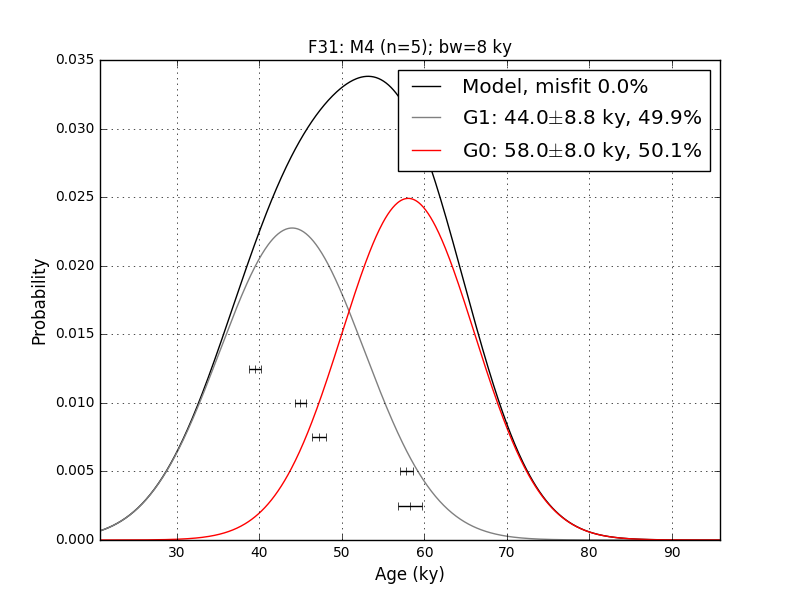 F31: M4 (n=5); bw=8 ky
Model, misfit 0.0%
G1: 44.0±8.8 ky, 49.9%
G0: 58.0±8.0 ky, 50.1%
Probability
0.035
0.030
0.025
0.020
0.015
0.010
0.005
0.000
30 40 50 60 70 80 90
Age (ky)